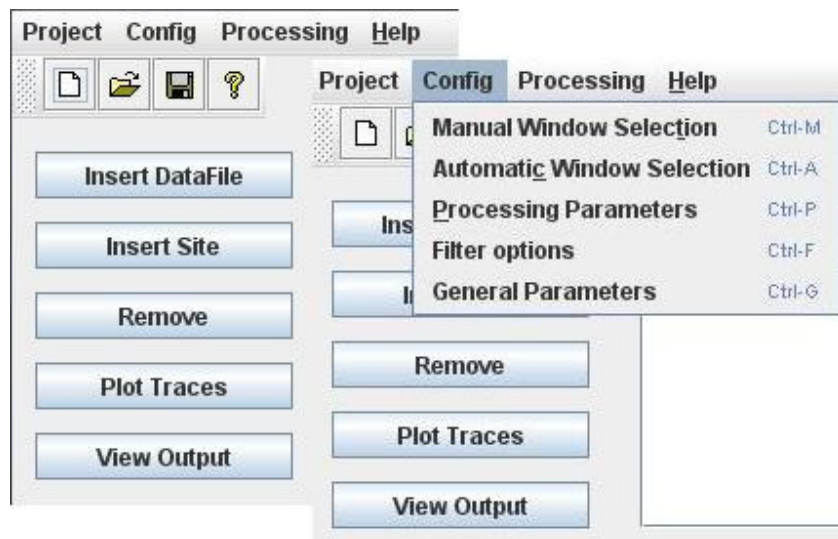 Project Config Processing Help
Insert DataFile
Insert Site
Remove
Plot Traces
View Output
Project Config Processing Help
Manual Window Selection Ctrl-M
Automatic Window Selection Ctrl-A
Processing Parameters Ctrl-P
Filter options Ctrl-F
General Parameters Ctrl-G
Ins
I
Remove
Plot Traces
View Output